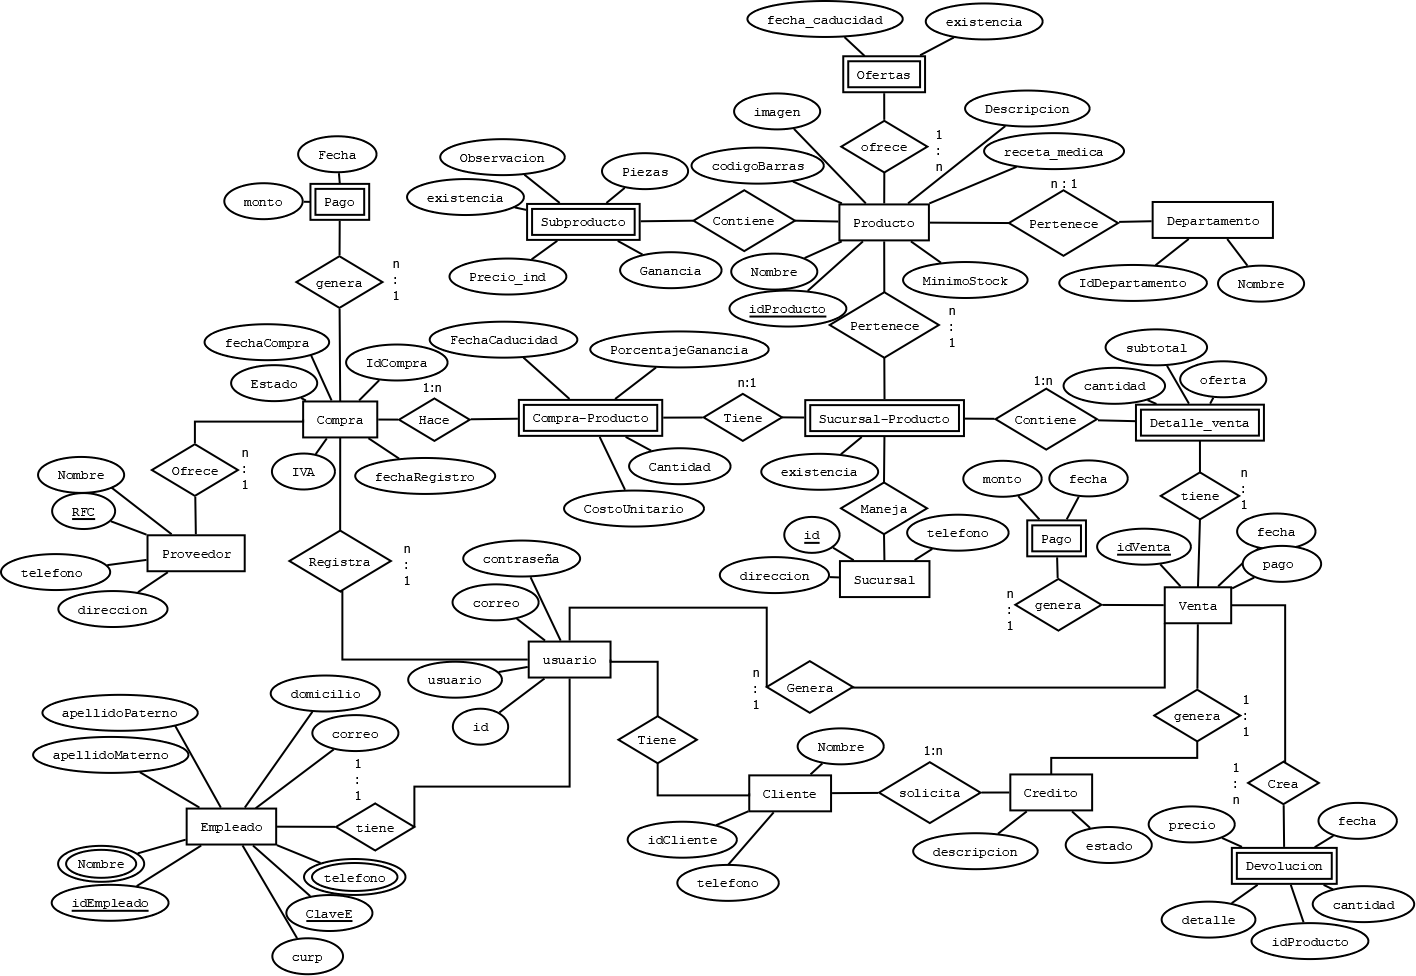 fecha_caducidad
existencia
Ofertas
imagen
Descripcion
1
:
n
ofrece
Fecha
Observacion
codigoBarras
receta_medica
Piezas
n : 1
monto
Pago
existencia
Subproducto
Contiene
Producto
Pertenece
Departamento
n
:
1
genera
Precio_ind
Ganancia
Nombre
MinimoStock
IdDepartamento
Nombre
idProducto
n
:
1
Pertenece
fechaCompra
FechaCaducidad
PorcentajeGanancia
subtotal
IdCompra
Estado
1:n
n:1
1:n
cantidad
oferta
Compra
Hace
Compra-Producto
Tiene
Sucursal-Producto
Contiene
Detalle_venta
Ofrece
n
:
1
IVA
fechaRegistro
Cantidad
existencia
Nombre
monto
fecha
n
:
1
tiene
RFC
CostoUnitario
Maneja
id
telefono
Pago
fecha
Proveedor
idVenta
pago
telefono
Registra
n
:
1
contraseña
direccion
Sucursal
direccion
correo
n
:
1
genera
Venta
usuario
usuario
n
:
1
Genera
domicilio
apellidoPaterno
id
1
:
1
genera
correo
apellidoMaterno
Tiene
Nombre
1:n
1
:
1
1
:
n
Crea
Cliente
solicita
Credito
Empleado
tiene
precio
fecha
idCliente
descripcion
estado
Nombre
telefono
Devolucion
telefono
idEmpleado
ClaveE
cantidad
detalle
idProducto
curp